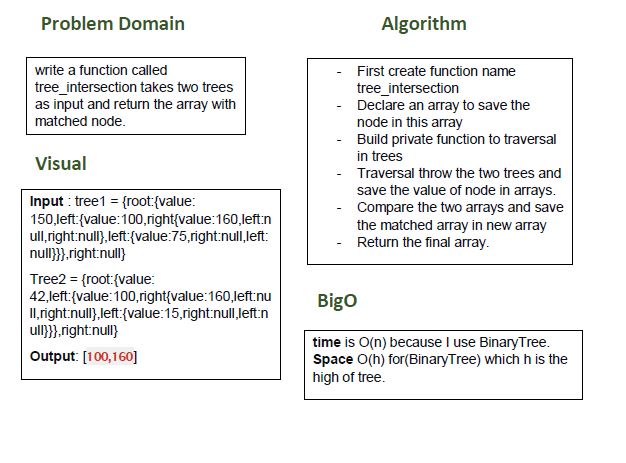 Problem Domain
write a function called
tree_intersection takes two trees
as input and return the array with
matched node.
Visual
Input : tree1 = {root:{value:
150,left:{value:100,right{value:160,left:n
ull,right:null},left:{value:75,right:null,left:
null}}},right:null}
Tree2 = {root:{value:
42,left:{value:100,right{value:160,left:nu
ll,right:null},left:{value:15,right:null,left:n
ull}}},right:null}
Output: [100,160]
Algorithm
- First create function name
tree_intersection
- Declare an array to save the
node in this array
- Build private function to traversal
in trees
- Traversal throw the two trees and
save the value of node in arrays.
- Compare the two arrays and save
the matched array in new array
- Return the final array.
BigO
time is O(n) because I use BinaryTree.
Space O(h) for(BinaryTree) which h is the
high of tree.